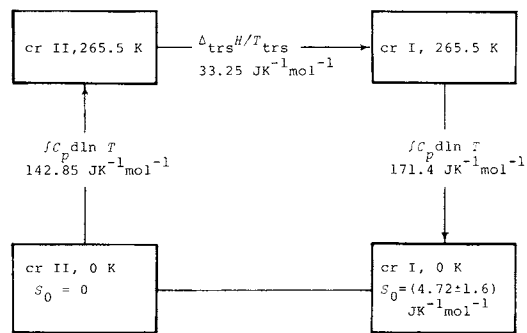 cr II,265.5 K
Δtrs H/Ttrs
33.25 JK⁻¹mol⁻¹
cr I, 265.5 K
∫Cp dln T
142.85 JK⁻¹mol⁻¹
∫Cp dln T
171.4 JK⁻¹mol⁻¹
cr II, 0 K
S₀ = 0
cr I, 0 K
S₀=(4.72±1.6)
JK⁻¹mol⁻¹